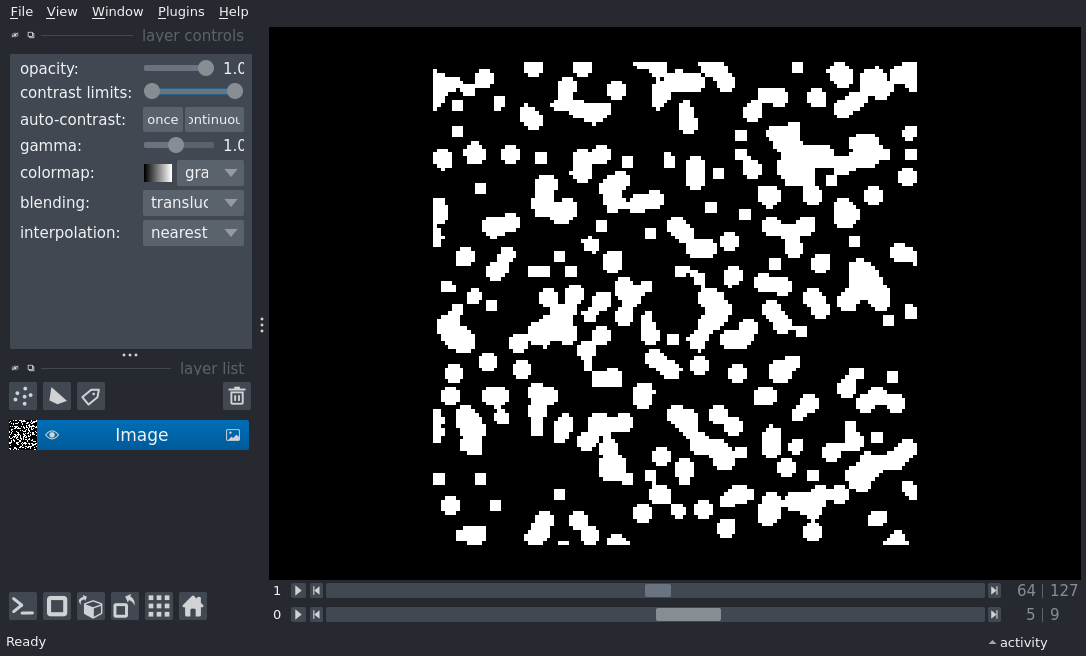 File View Window Plugins Help
layer controls
opacity: 1.0
contrast limits:
auto-contrast: once ontinuou
gamma: 1.0
colormap: gra
blending: transluc
interpolation: nearest
layer list
Image
1 64 | 127
0 5 | 9
Ready activity